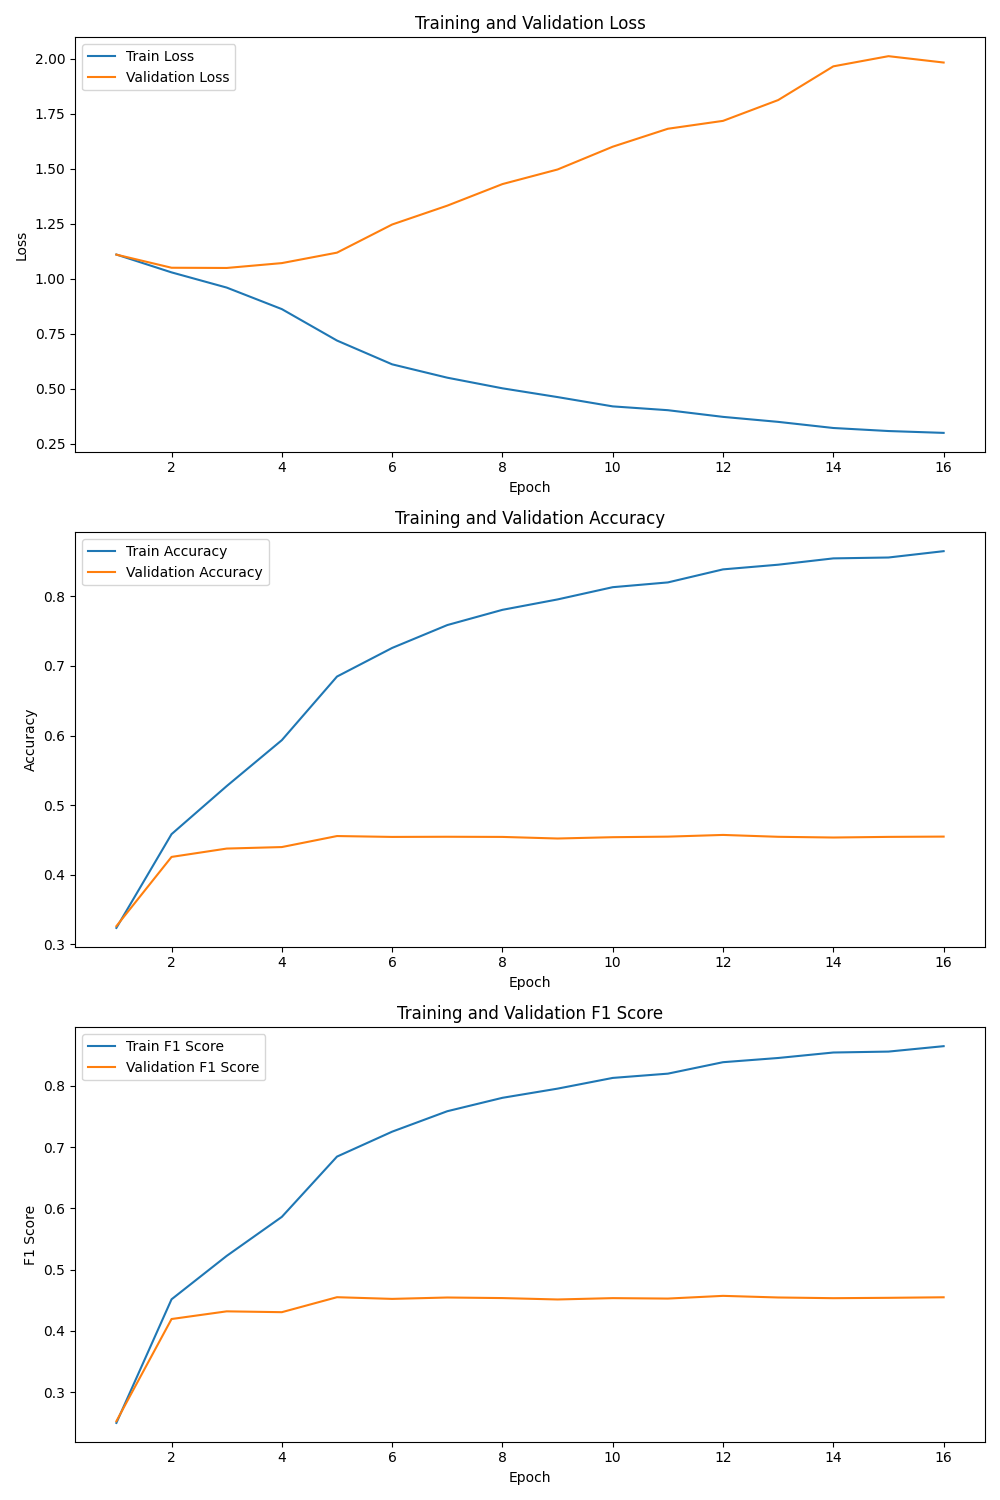 Training and Validation Loss
Train Loss
Validation Loss
2.00
1.75
1.50
1.25
1.00
0.75
0.50
0.25
Loss
2 4 6 8 10 12 14 16
Epoch
Training and Validation Accuracy
Train Accuracy
Validation Accuracy
0.8
0.7
0.6
0.5
0.4
0.3
Accuracy
2 4 6 8 10 12 14 16
Epoch
Training and Validation F1 Score
Train F1 Score
Validation F1 Score
0.8
0.7
0.6
0.5
0.4
0.3
F1 Score
2 4 6 8 10 12 14 16
Epoch